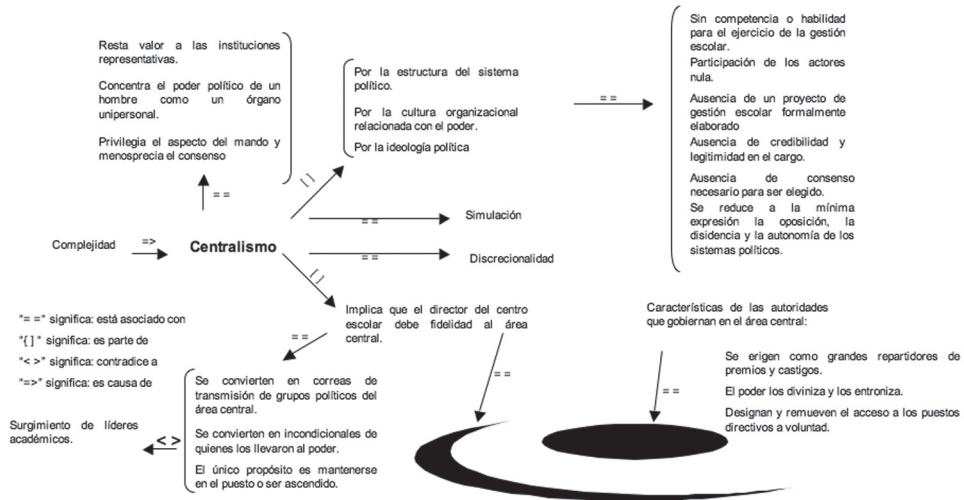 Resta valor a las instituciones
representativas.
Concentra el poder político de un
hombre como un órgano
unipersonal.
Privilegia el aspecto del mando y
menosprecia el consenso
= =
Por la estructura del sistema
político.
Por la cultura organizacional
relacionada con el poder.
Por la ideología política
[ ]
= =
Sin competencia o habilidad
para el ejercicio de la gestión
escolar.
Participación de los actores
nula.
Ausencia de un proyecto de
gestión escolar formalmente
elaborado
Ausencia de credibilidad y
legitimidad en el cargo.
Ausencia de consenso
necesario para ser elegido.
Se reduce a la mínima
expresión la oposición, la
disidencia y la autonomía de los
sistemas políticos.
Complejidad
=>
Centralismo
= =
Simulación
= =
Discrecionalidad
[ ]
"= =" significa: está asociado con
"{ ] " significa: es parte de
"< >" significa: contradice a
"=>" significa: es causa de
Implica que el director del centro
escolar debe fidelidad al área
central.
= =
= =
Se convierten en correas de
transmisión de grupos políticos del
área central.
Se convierten en incondicionales de
quienes los llevaron al poder.
El único propósito es mantenerse
en el puesto o ser ascendido.
< >
Surgimiento de líderes
académicos.
Características de las autoridades
que gobiernan en el área central:
= =
Se erigen como grandes repartidores de
premios y castigos.
El poder los diviniza y los entroniza.
Designan y remueven el acceso a los puestos
directivos a voluntad.